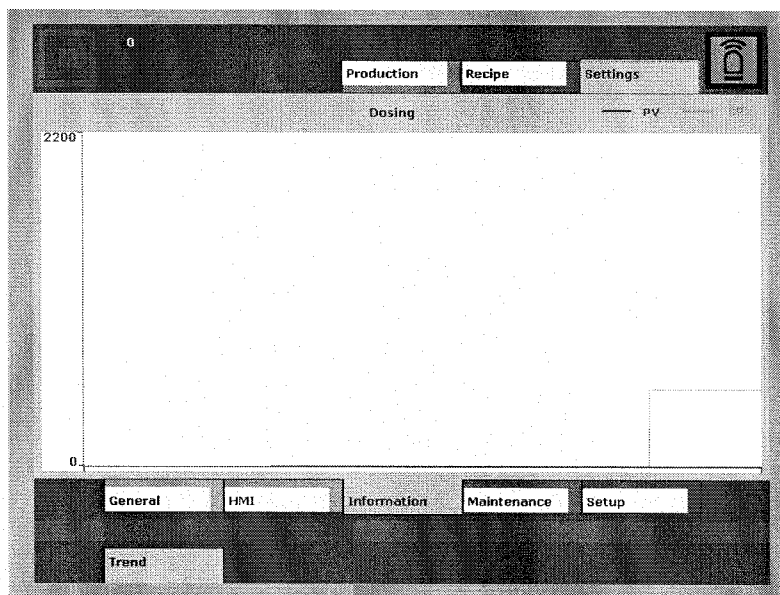 0
Production Recipe Settings
Dosing PV
2200
0
General HMI Information Maintenance Setup
Trend